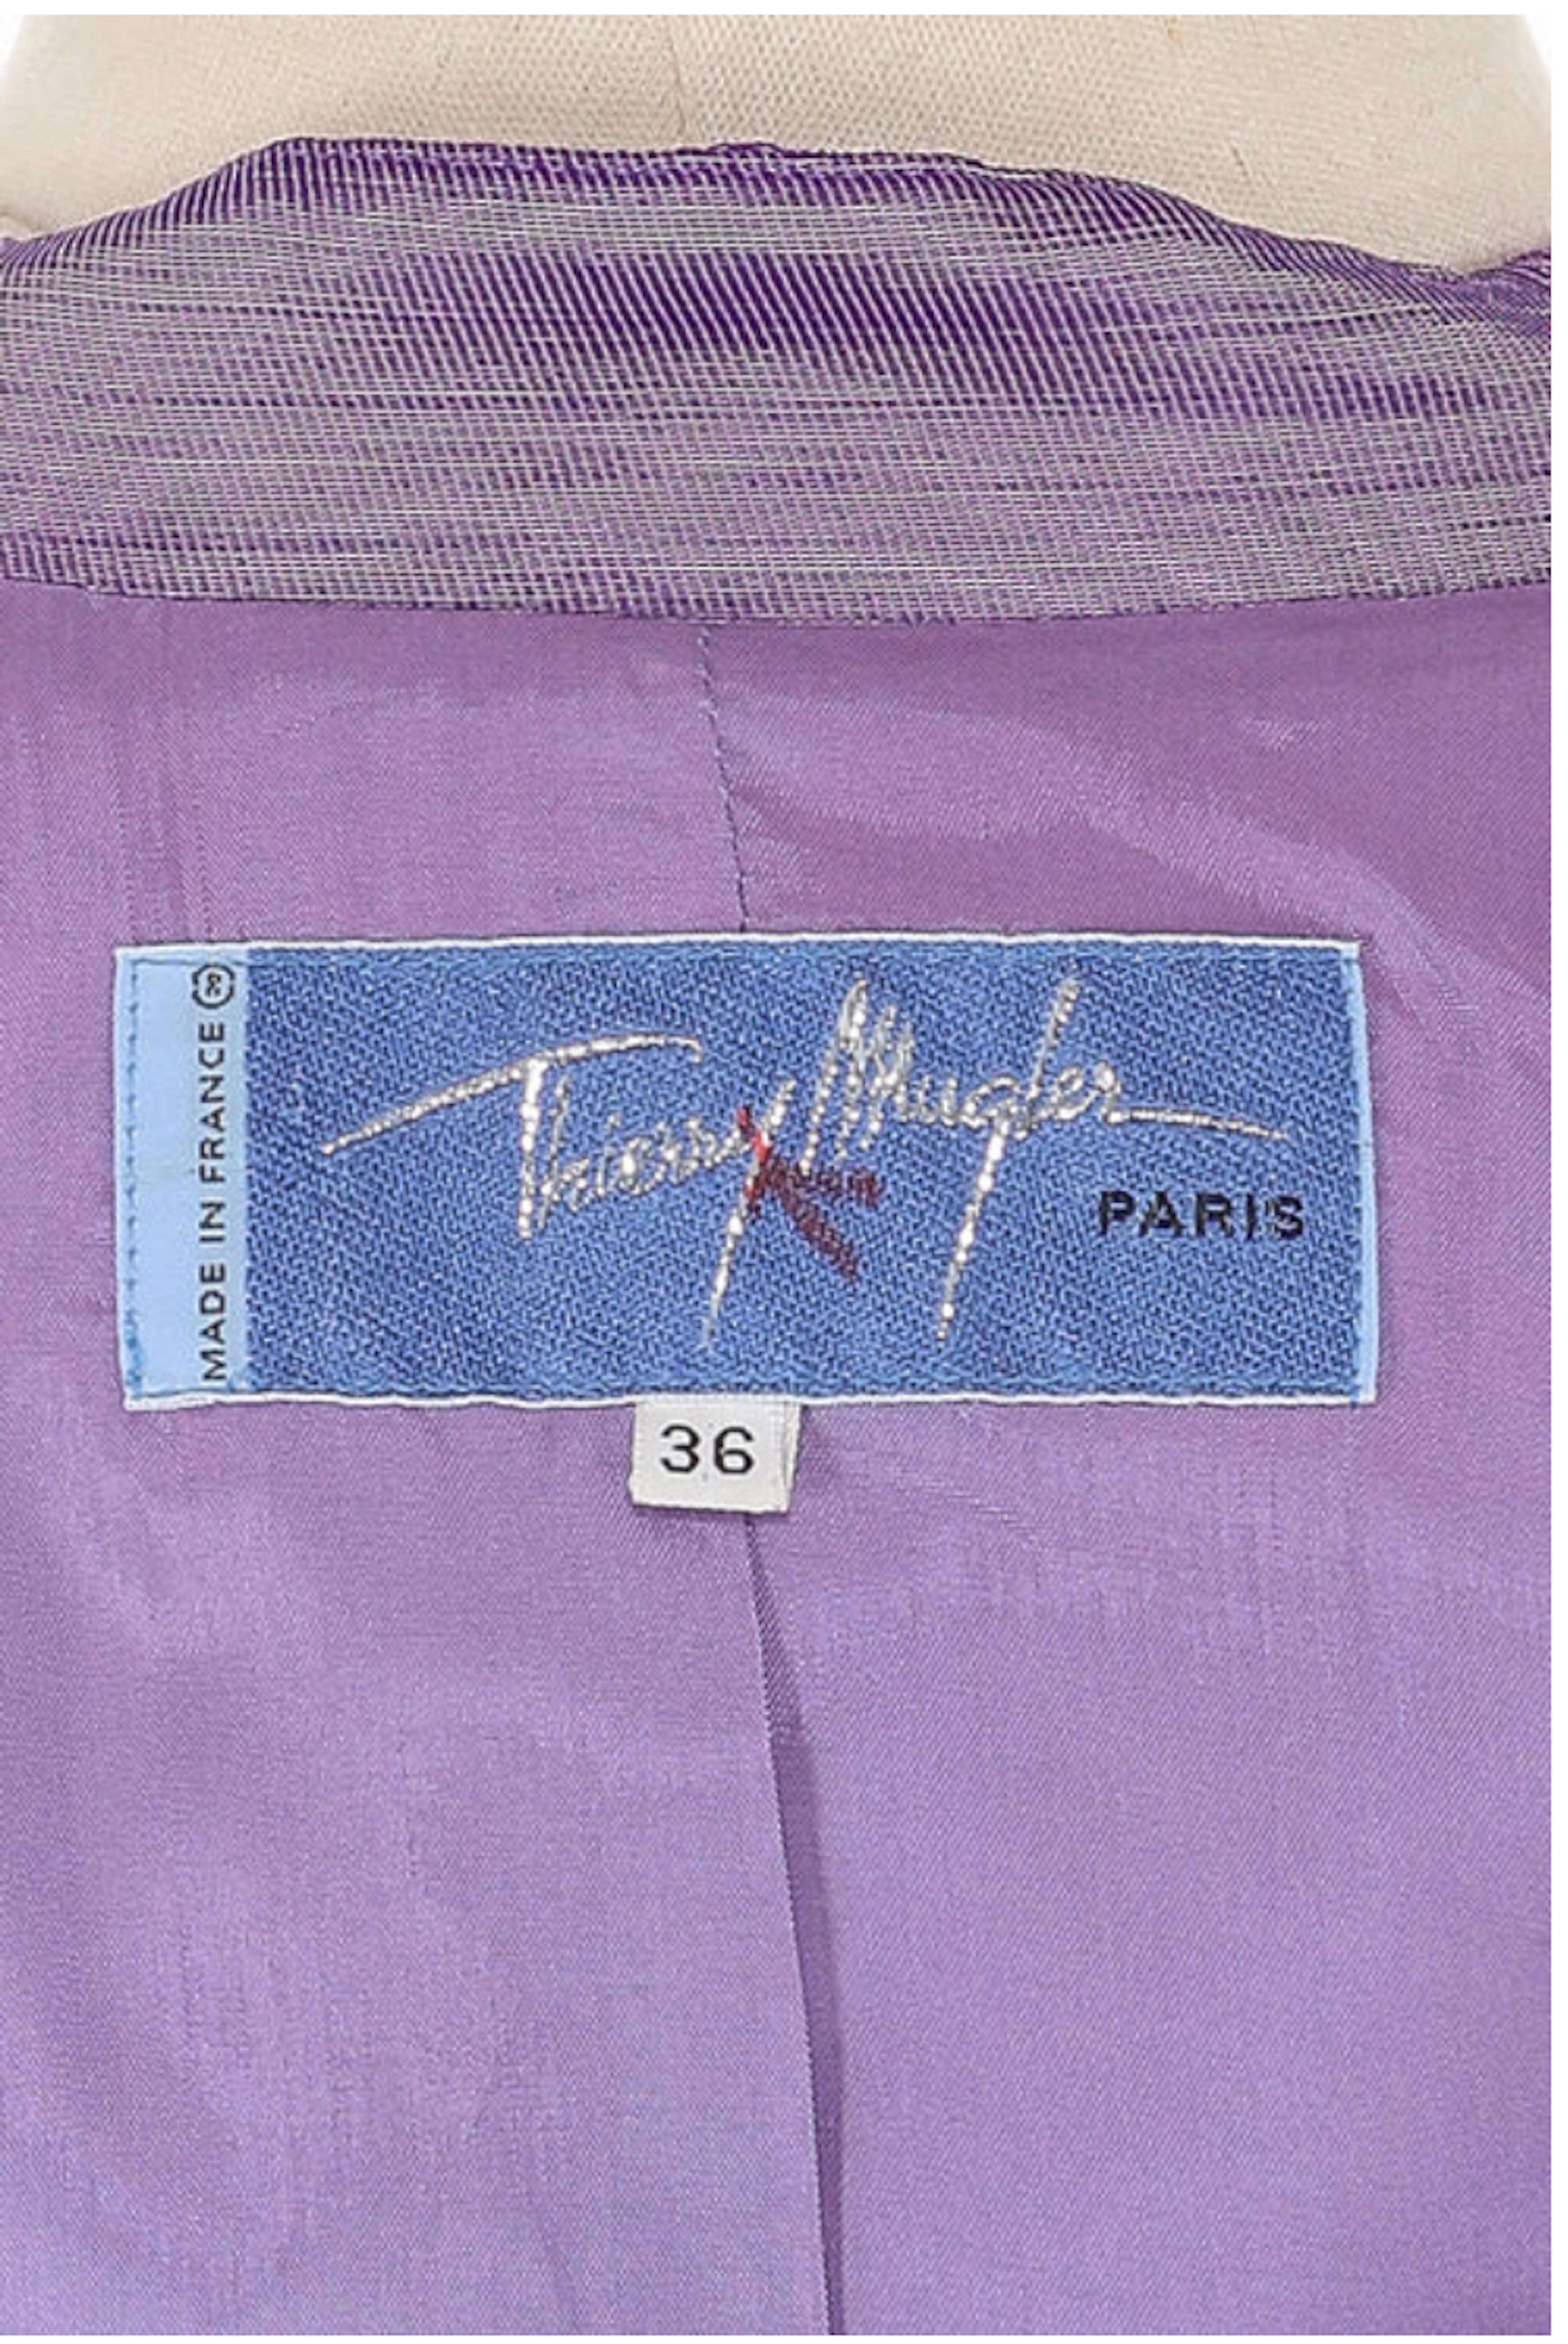 MADE IN FRANCE
Thierry Mugler
PARIS
36